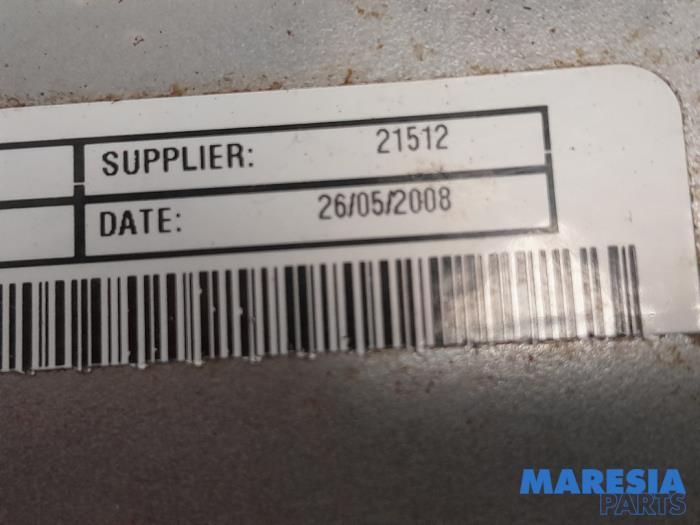 SUPPLIER: 21512
DATE: 26/05/2008
MARESIA
PARTS